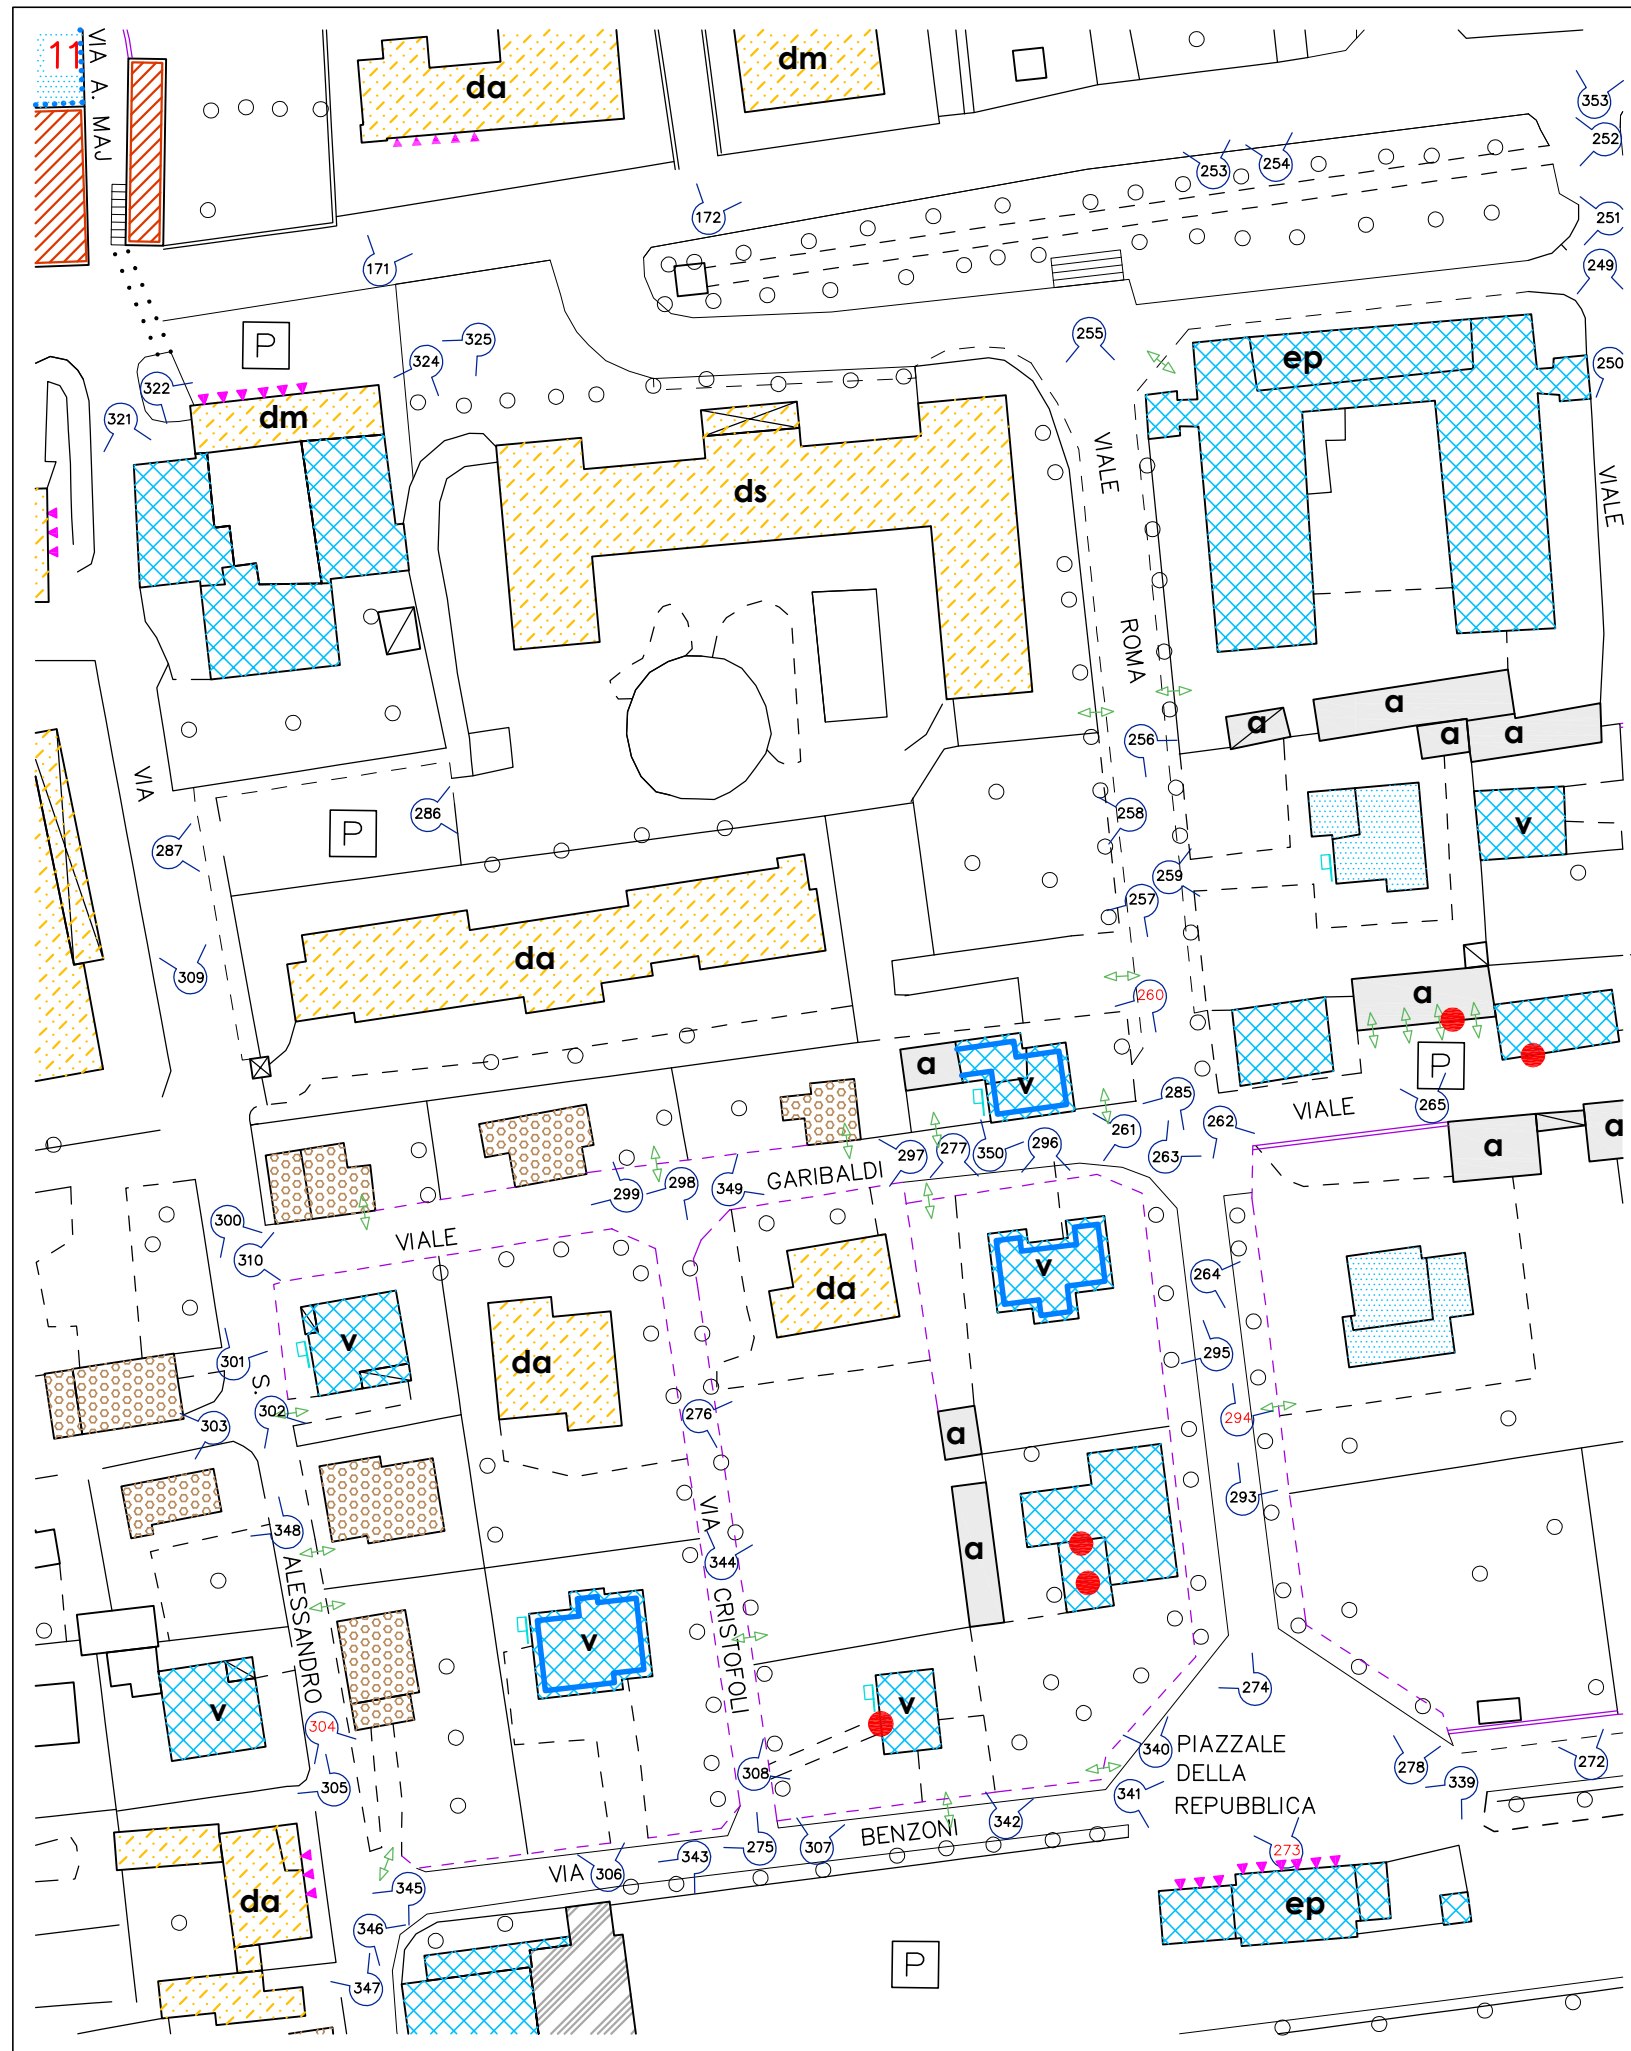 11
VIA A. MAJ
da
dm
353
252
253
254
172
251
171
249
P
325
255
324
ep
250
322
dm
321
VIALE
VIALE
ds
ROMA
a
a
a
a
256
VIA
286
258
P
v
287
259
257
da
309
260
a
a
P
v
285
265
VIALE
262
261
a
a
297
277
350
296
263
GARIBALDI
299
298
349
300
VIALE
310
v
264
da
v
301
295
da
S.
302
276
294
303
a
293
VIA
348
344
a
ALESSANDRO
CRISTOFOLI
v
274
v
v
304
340
PIAZZALE
278
272
308
DELLA
339
305
341
REPUBBLICA
342
BENZONI
307
275
273
343
VIA
306
345
da
ep
346
P
347